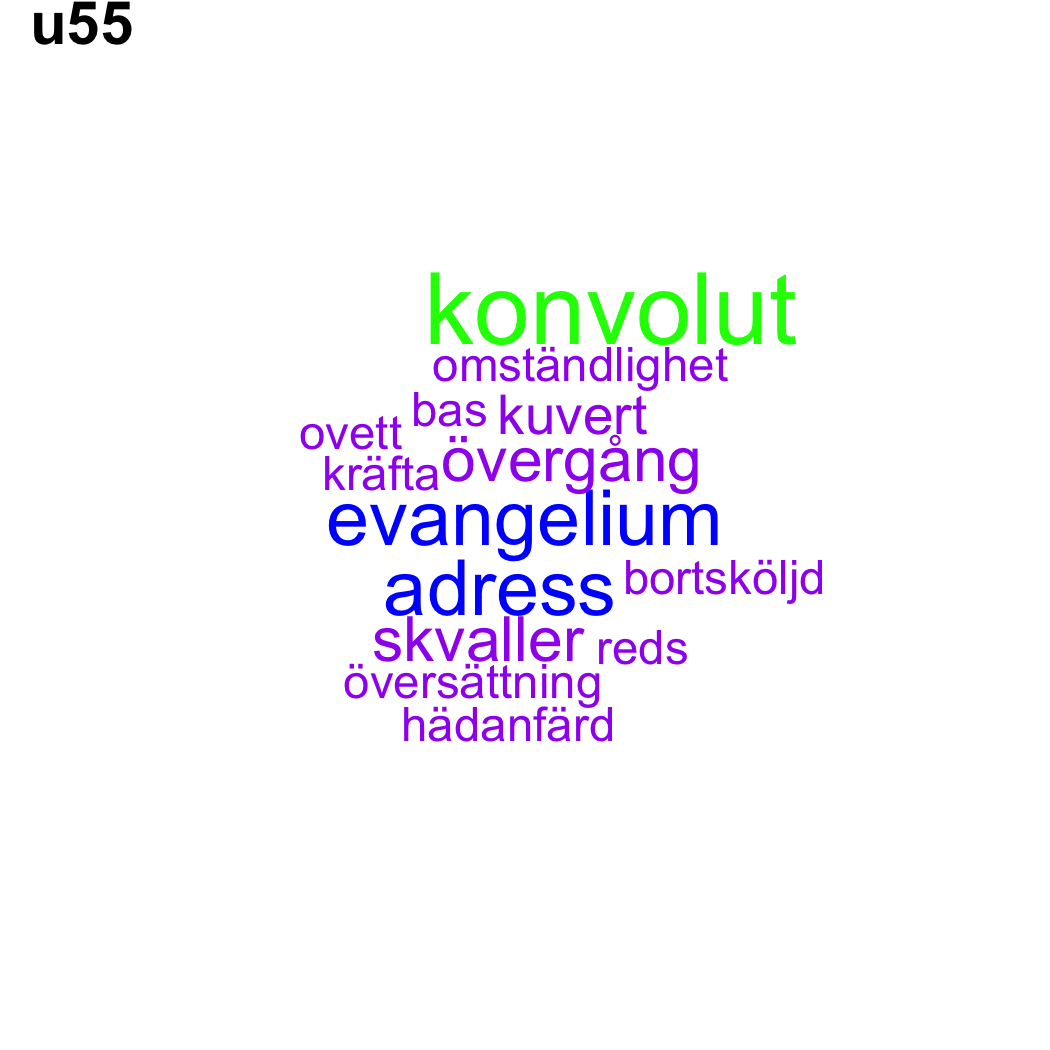 u55
konvolut
omständlighet
bas kuvert
ovett
kräfta övergång
evangelium
adress bortsköljd
skvaller reds
översättning
hädanfärd